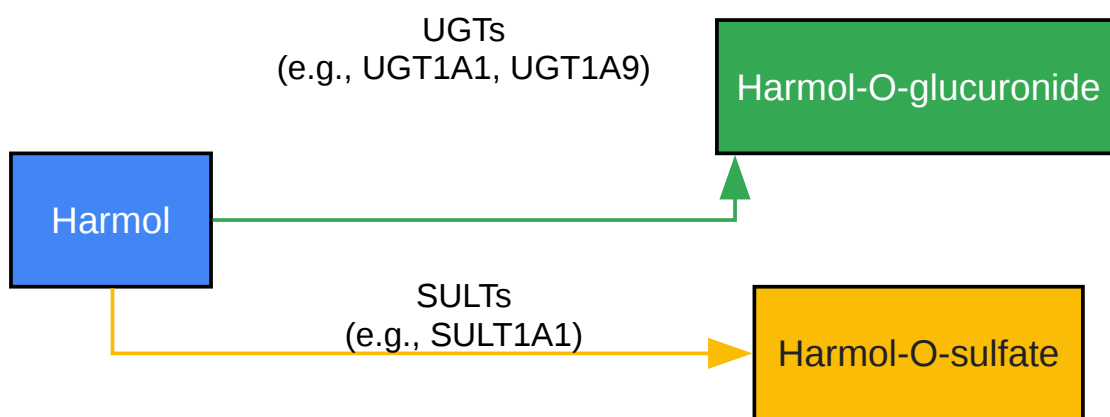 UGTs
(e.g., UGT1A1, UGT1A9)
Harmol-O-glucuronide
Harmol
SULTs
(e.g., SULT1A1)
Harmol-O-sulfate